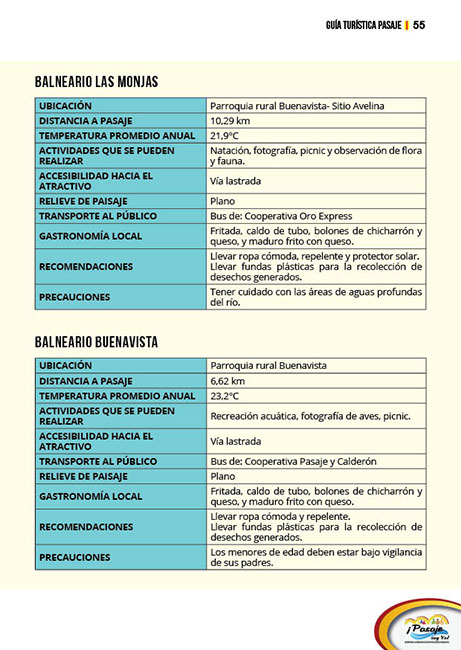 GUÍA TURÍSTICA PASAJE | 55
BALNEARIO LAS MONJAS
UBICACIÓN Parroquia rural Buenavista- Sitio Avelina
DISTANCIA A PASAJE 10,29 km
TEMPERATURA PROMEDIO ANUAL 21,9°C
ACTIVIDADES QUE SE PUEDEN
REALIZAR
Natación, fotografía, picnic y observación de flora
y fauna.
ACCESIBILIDAD HACIA EL
ATRACTIVO
Vía lastrada
RELIEVE DE PAISAJE Plano
TRANSPORTE AL PÚBLICO Bus de: Cooperativa Oro Express
GASTRONOMÍA LOCAL
Fritada, caldo de tubo, bolones de chicharrón y
queso, y maduro frito con queso.
RECOMENDACIONES
Llevar ropa cómoda, repelente y protector solar.
Llevar fundas plásticas para la recolección de
desechos generados.
PRECAUCIONES
Tener cuidado con las áreas de aguas profundas
del río.
BALNEARIO BUENAVISTA
UBICACIÓN Parroquia rural Buenavista
DISTANCIA A PASAJE 6,62 km
TEMPERATURA PROMEDIO ANUAL 23,2°C
ACTIVIDADES QUE SE PUEDEN
REALIZAR
Recreación acuática, fotografía de aves, picnic.
ACCESIBILIDAD HACIA EL
ATRACTIVO
Vía lastrada
TRANSPORTE AL PÚBLICO Bus de: Cooperativa Pasaje y Calderón
RELIEVE DE PAISAJE Plano
GASTRONOMÍA LOCAL
Fritada, caldo de tubo, bolones de chicharrón y
queso, y maduro frito con queso.
RECOMENDACIONES
Llevar ropa cómoda y repelente.
Llevar fundas plásticas para la recolección de
desechos generados.
PRECAUCIONES
Los menores de edad deben estar bajo vigilancia
de sus padres.
¡Pasaje
soy Yo!